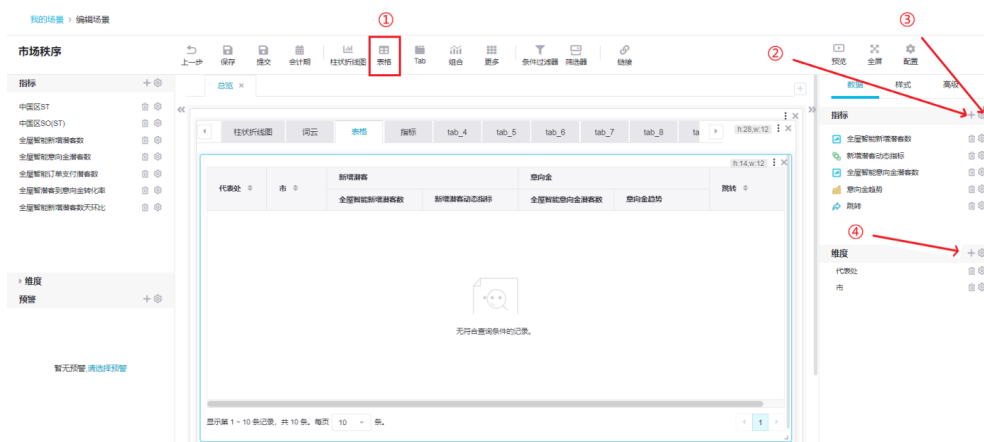 我的场景 > 编辑场景
①
③
②
市场秩序
上一步 保存 提交 会计期 柱状折线图 表格 Tab 组合 更多 条件过滤器 筛选器 链接
预览 全屏 配置
指标
总览 ×
数据 样式 高级
中国区ST
中国区SO(ST)
全屋智能新增潜客数
全屋智能意向金潜客数
全屋智能订单支付潜客数
全屋智潜客到意向金转化率
全屋智能新增潜客数天环比
柱状折线图 词云 表格 指标 tab_4 tab_5 tab_6 tab_7 tab_8 ta
h:28,w:12
h:14,w:12
代表处 市 新增潜客 意向金 跳转
全屋智能新增潜客数 新增潜客动态指标 全屋智能意向金潜客数 意向金趋势
无符合查询条件的记录。
显示第 1 - 10 条记录，共 10 条。每页 10 条。
1
维度
预警
暂无预警,请选择预警
指标
全屋智能新增潜客数
新增潜客动态指标
全屋智能意向金潜客数
意向金趋势
跳转
④
维度
代表处
市